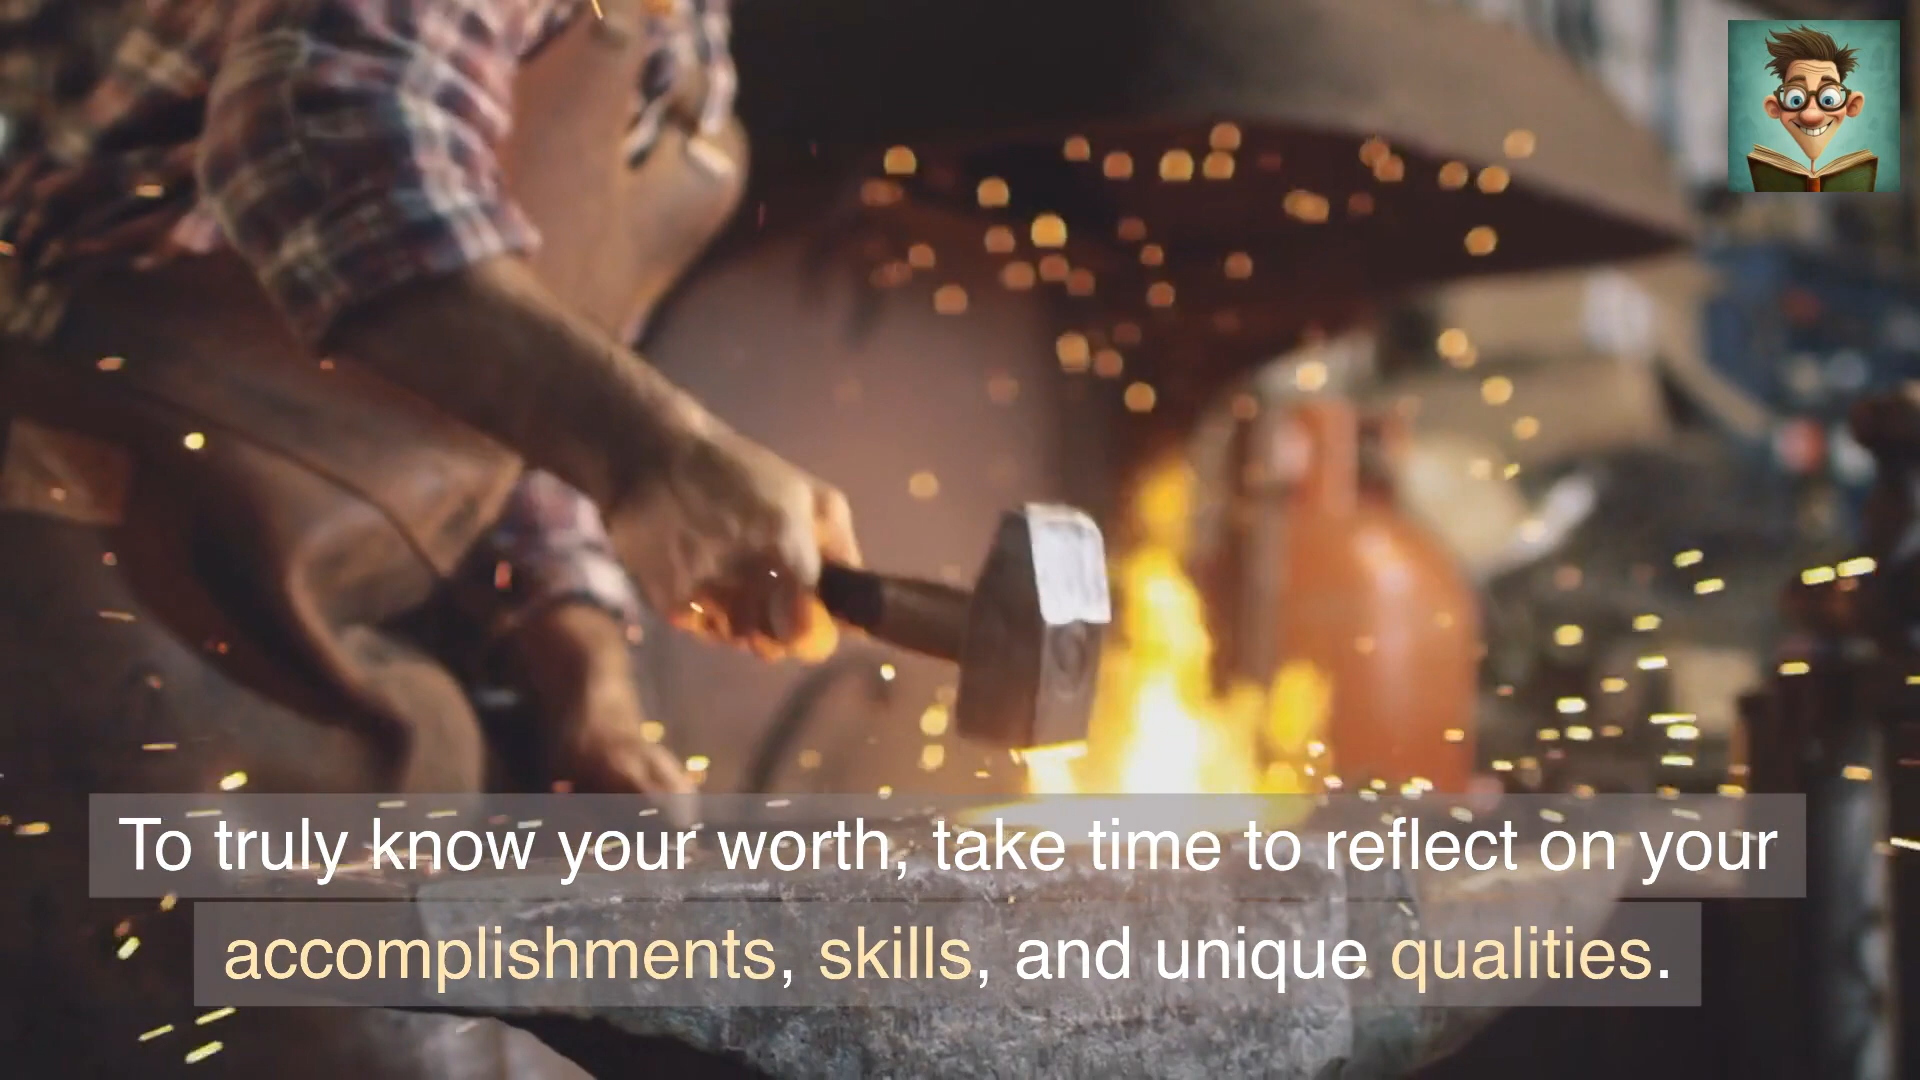 To truly know your worth, take time to reflect on your
accomplishments, skills, and unique qualities.